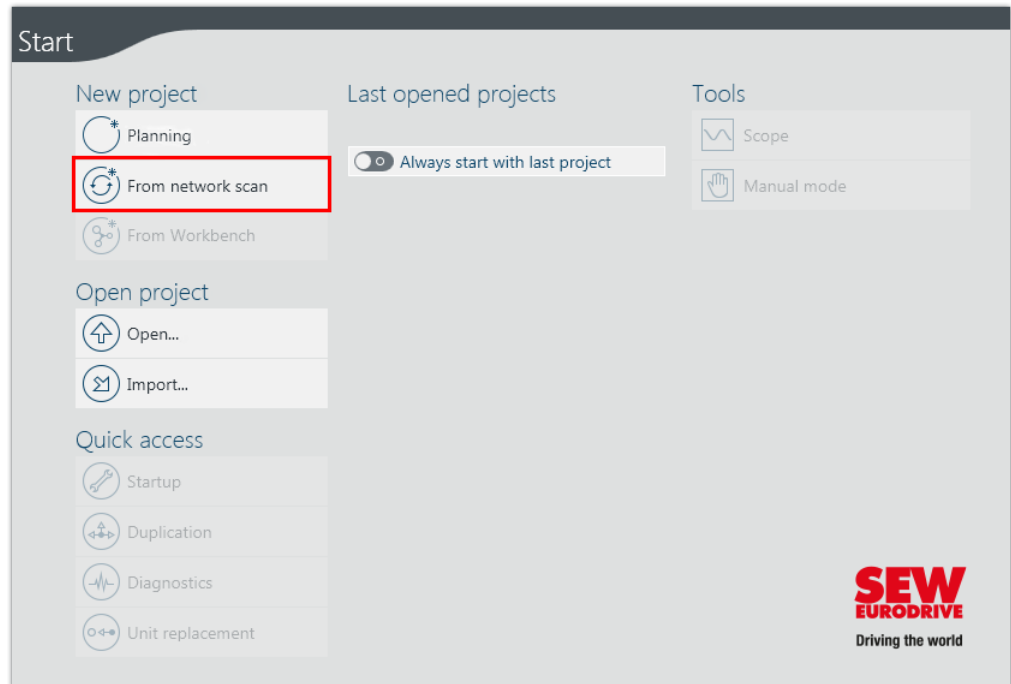 Start
New project
Planning
From network scan
From Workbench
Open project
Open...
Import...
Quick access
Startup
Duplication
Diagnostics
Unit replacement
Last opened projects
Always start with last project
Tools
Scope
Manual mode
SEW
EURODRIVE
Driving the world